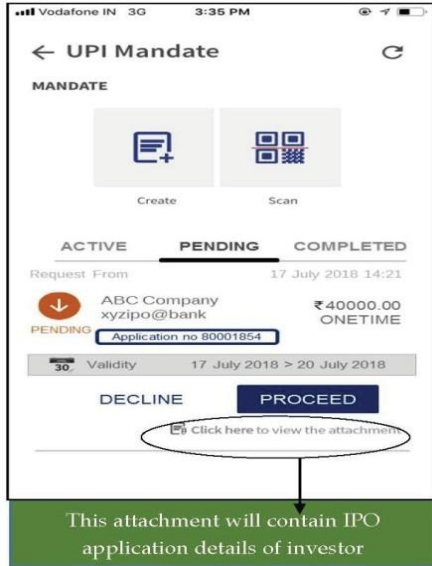 Vodafone IN 3G 3:35 PM
← UPI Mandate
MANDATE
Create Scan
ACTIVE PENDING COMPLETED
Request From 17 July 2018 14:21
ABC Company ₹40000.00
xyzipo@bank ONETIME
PENDING
Application no 80001854
30 Validity 17 July 2018 > 20 July 2018
DECLINE PROCEED
Click here to view the attachment
This attachment will contain IPO
application details of investor